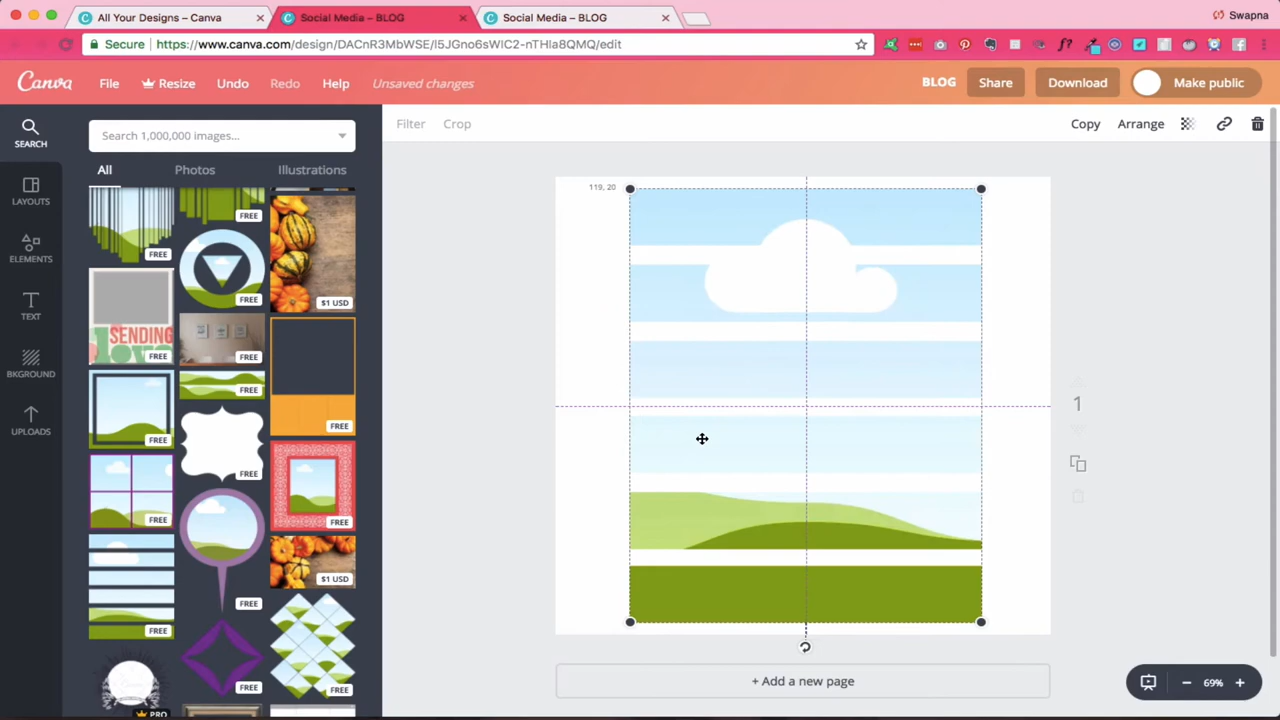 All Your Designs – Canva
Social Media – BLOG
Social Media – BLOG
Swapna
Secure
https://www.canva.com/design/DACnR3MbWSE/I5JGno6sWIC2-nTHIa8QMQ/edit
Canva
File
Resize
Undo
Redo
Help
Unsaved changes
BLOG
Share
Download
Make public
SEARCH
LAYOUTS
ELEMENTS
TEXT
BKGROUND
UPLOADS
Search 1,000,000 images...
All
Photos
Illustrations
Filter
Crop
Copy
Arrange
119, 20
FREE
FREE
FREE
$1 USD
SENDING
love
FREE
FREE
FREE
FREE
FREE
FREE
FREE
FREE
$1 USD
FREE
FREE
FREE
FREE
PRO
1
+ Add a new page
69%